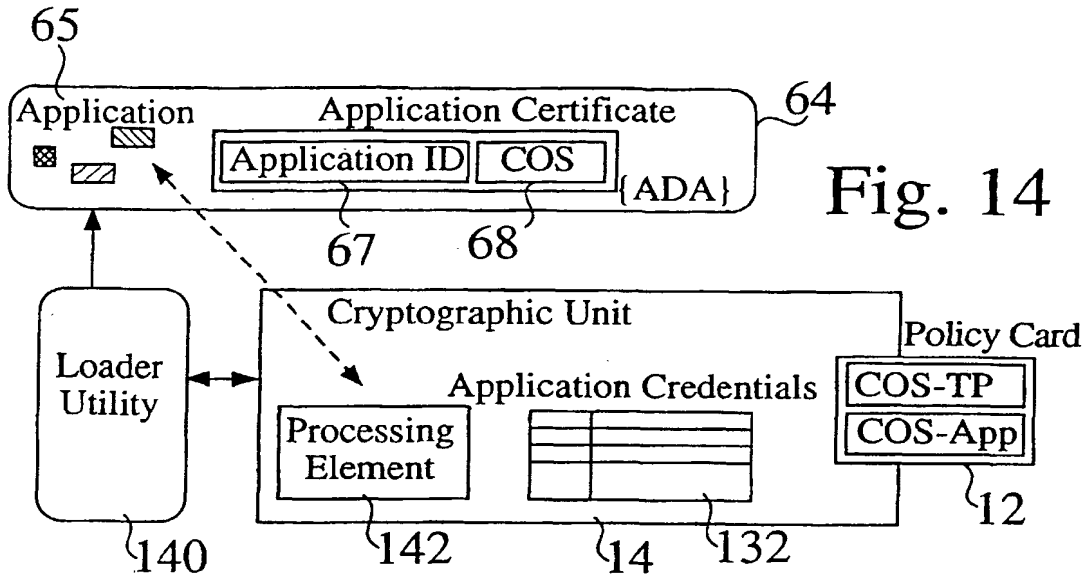 65
Application
Application Certificate
64
Application ID
COS
{ADA}
67
68
Fig. 14
Cryptographic Unit
Policy Card
Loader
Utility
Application Credentials
COS-TP
COS-App
Processing
Element
140
142
14
132
12